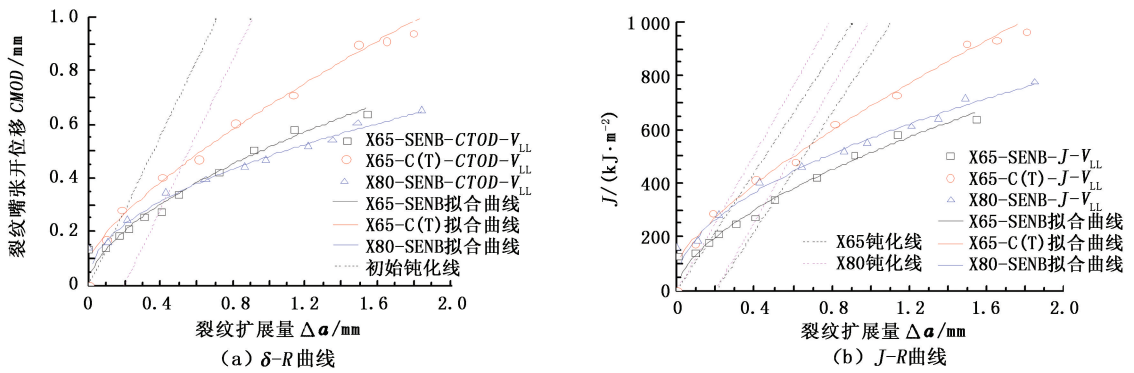 裂纹嘴张开位移 CMOD/mm
1.0
0.8
0.6
0.4
0.2
0
0 0.4 0.8 1.2 1.6 2.0
X65-SENB-CTOD-V_LL
X65-C(T)-CTOD-V_LL
X80-SENB-CTOD-V_LL
X65-SENB拟合曲线
X65-C(T)拟合曲线
X80-SENB拟合曲线
初始钝化线
裂纹扩展量 Δa/mm
(a) δ-R曲线
J/(kJ·m⁻²)
1 000
800
600
400
200
0
0 0.4 0.8 1.2 1.6 2.0
X65-SENB-J-V_LL
X65-C(T)-J-V_LL
X80-SENB-J-V_LL
X65-SENB拟合曲线
X65-C(T)拟合曲线
X80-SENB拟合曲线
X65钝化线
X80钝化线
裂纹扩展量 Δa/mm
(b) J-R曲线